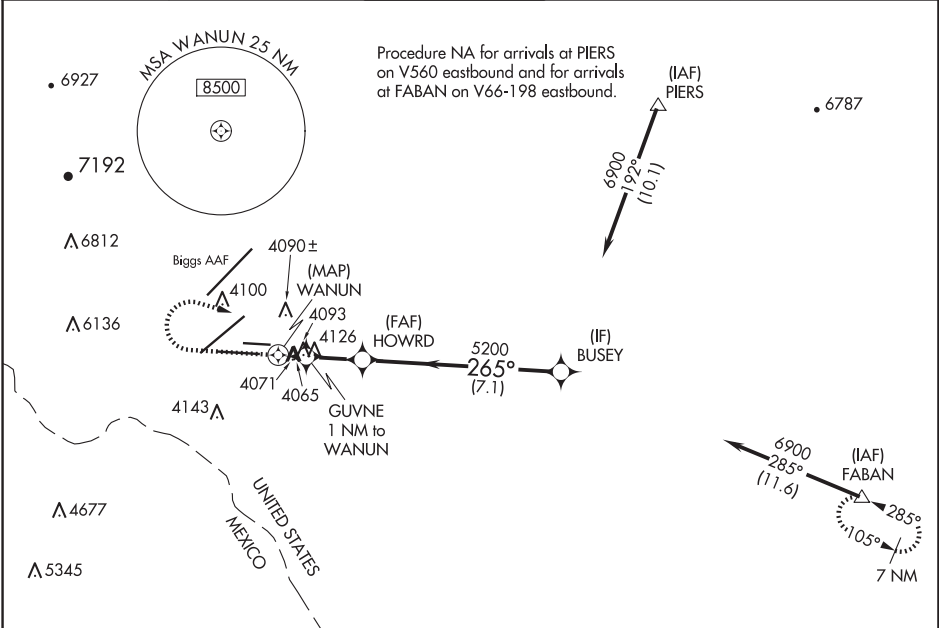 MSA WANUN 25 NM
8500
Procedure NA for arrivals at PIERS
on V560 eastbound and for arrivals
at FABAN on V66-198 eastbound.
(IAF)
PIERS
6927
6787
7192
6900
192°
(10.1)
6812
Biggs AAF
4090±
(MAP)
WANUN
4100
4093
6136
4126
(FAF)
HOWRD
5200
265°
(7.1)
(IF)
BUSEY
4071
4065
4143
GUVNE
1 NM to
WANUN
6900
285°
(11.6)
(IAF)
FABAN
285°
105°
7 NM
4677
UNITED STATES
MEXICO
5345